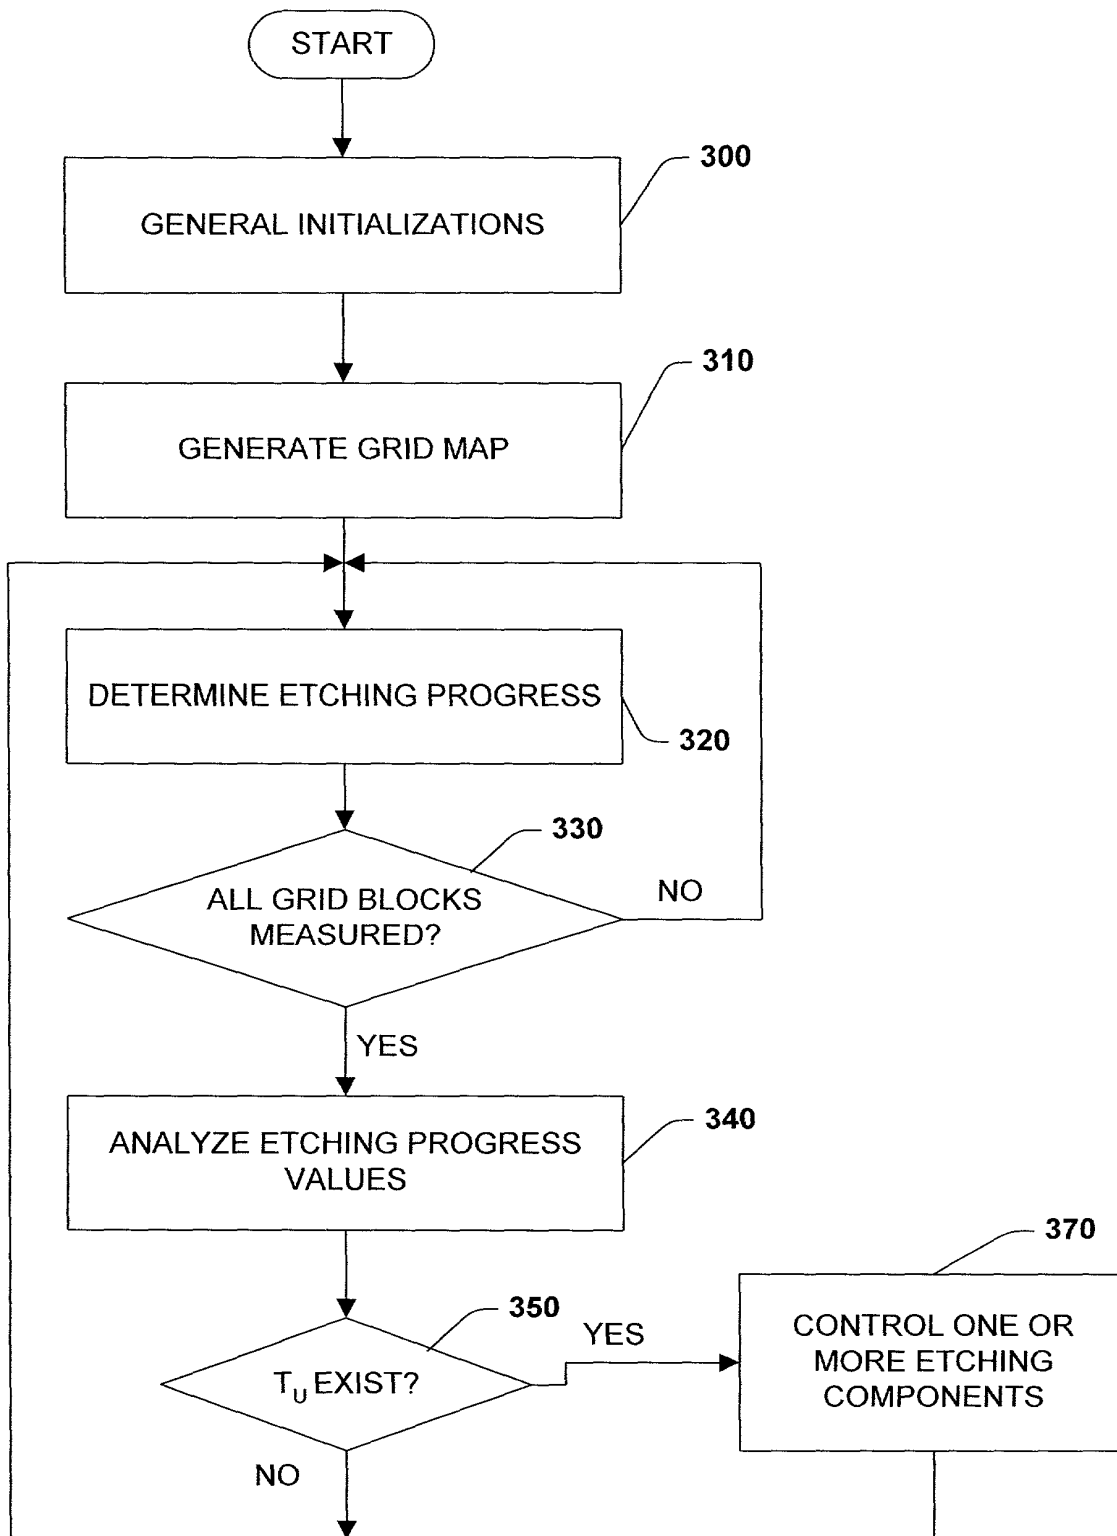 START
300
GENERAL INITIALIZATIONS
310
GENERATE GRID MAP
DETERMINE ETCHING PROGRESS
320
330
ALL GRID BLOCKS
MEASURED?
NO
YES
340
ANALYZE ETCHING PROGRESS
VALUES
370
350
YES
CONTROL ONE OR
MORE ETCHING
COMPONENTS
T_U EXIST?
NO